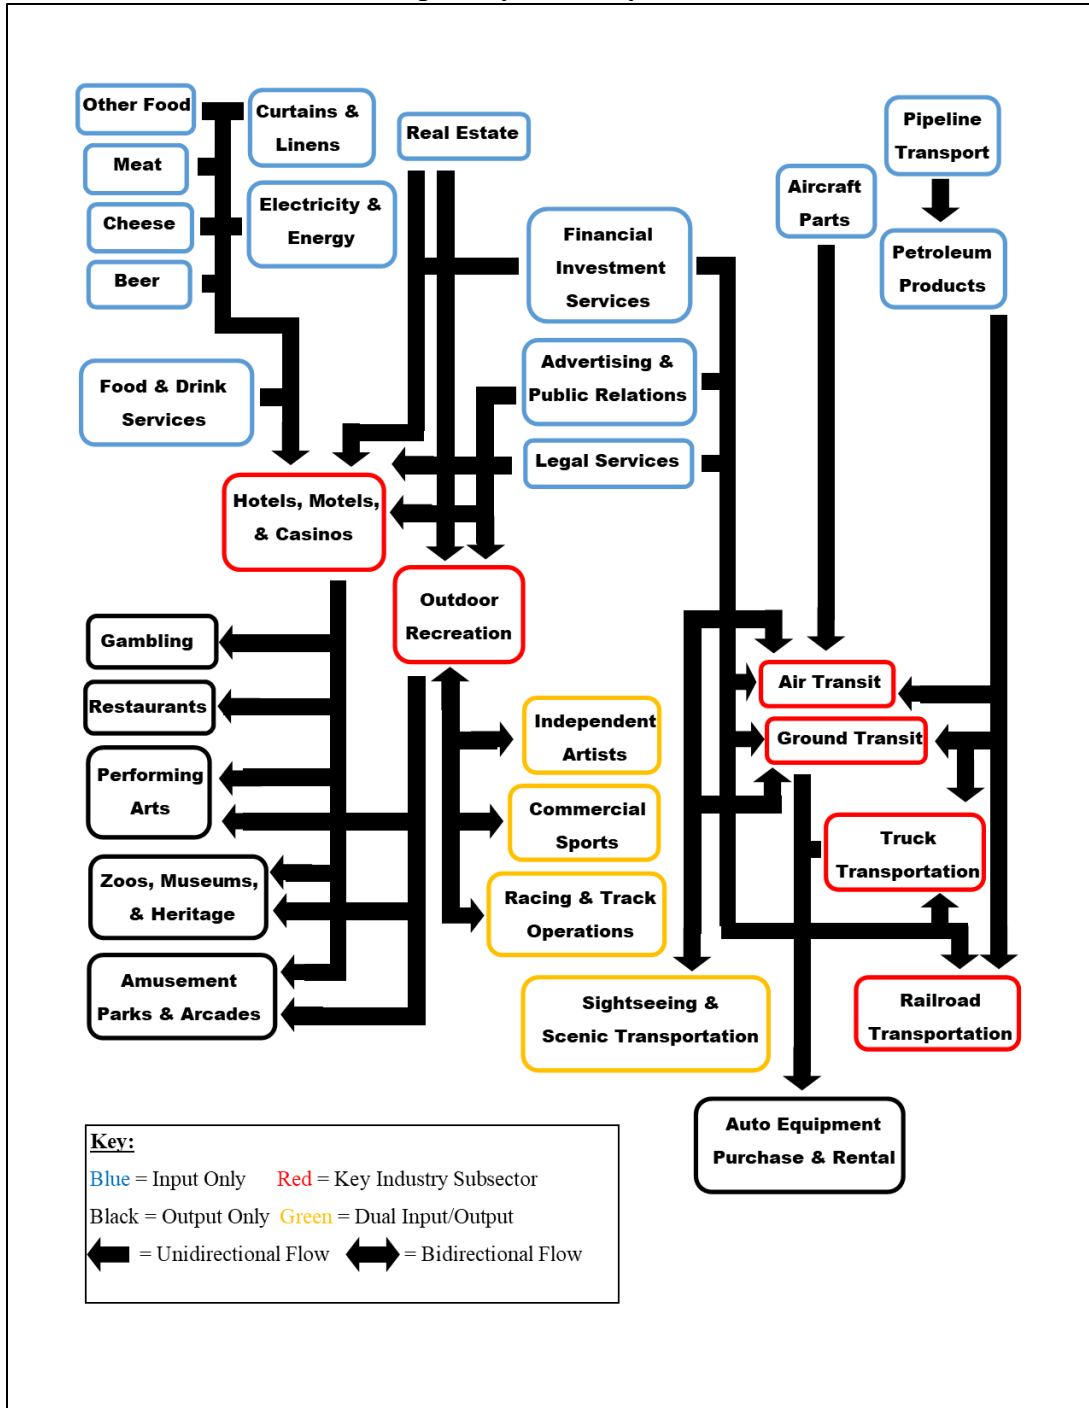 Other Food
Curtains &
Linens
Real Estate
Pipeline
Transport
Meat
Aircraft
Parts
Cheese
Electricity &
Energy
Financial
Investment
Services
Petroleum
Products
Beer
Food & Drink
Services
Advertising &
Public Relations
Legal Services
Hotels, Motels,
& Casinos
Outdoor
Recreation
Gambling
Air Transit
Restaurants
Independent
Artists
Ground Transit
Performing
Arts
Commercial
Sports
Truck
Transportation
Zoos, Museums,
& Heritage
Racing & Track
Operations
Amusement
Parks & Arcades
Sightseeing &
Scenic Transportation
Railroad
Transportation
Auto Equipment
Purchase & Rental
Key:
Blue = Input Only Red = Key Industry Subsector
Black = Output Only Green = Dual Input/Output
= Unidirectional Flow = Bidirectional Flow